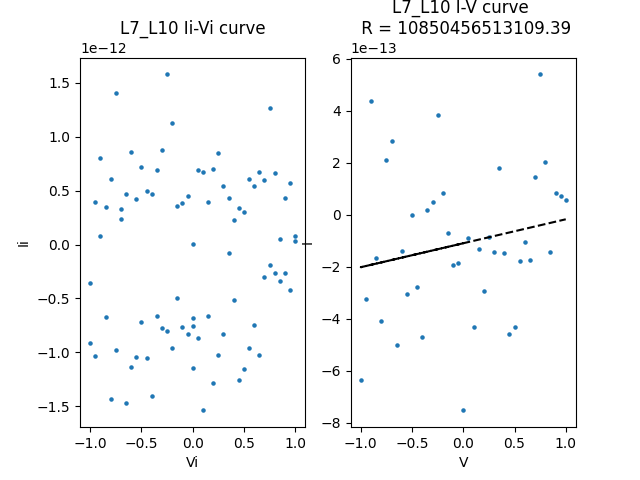 L7_L10 Ii-Vi curve
1e−12
1.5
1.0
0.5
0.0
−0.5
−1.0
−1.5
Ii
−1.0 −0.5 0.0 0.5 1.0
Vi
L7_L10 I-V curve
R = 10850456513109.39
1e−13
6
4
2
0
−2
−4
−6
−8
I
−1.0 −0.5 0.0 0.5 1.0
V